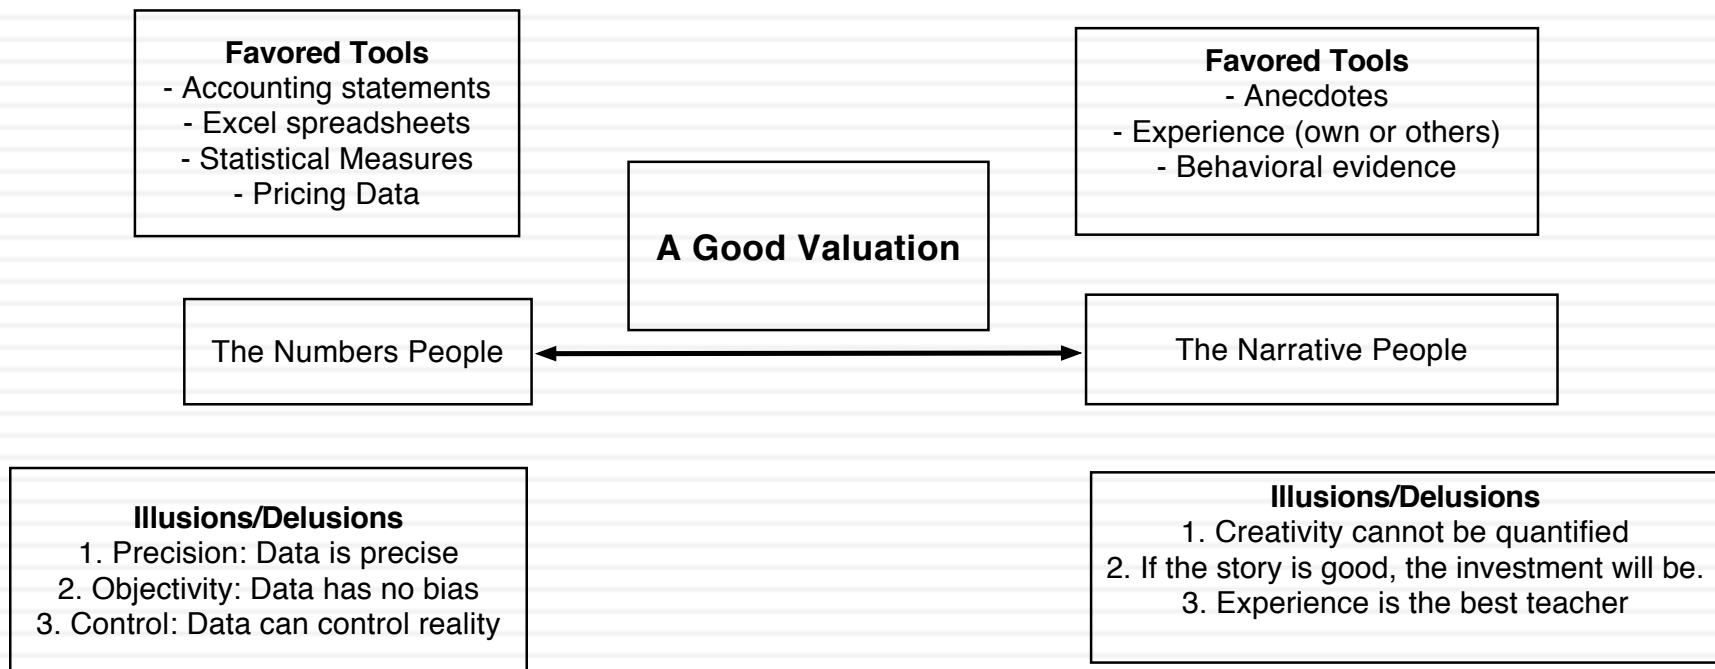 Favored Tools
- Accounting statements
- Excel spreadsheets
- Statistical Measures
- Pricing Data
Favored Tools
- Anecdotes
- Experience (own or others)
- Behavioral evidence
A Good Valuation
The Numbers People
The Narrative People
Illusions/Delusions
1. Precision: Data is precise
2. Objectivity: Data has no bias
3. Control: Data can control reality
Illusions/Delusions
1. Creativity cannot be quantified
2. If the story is good, the investment will be.
3. Experience is the best teacher